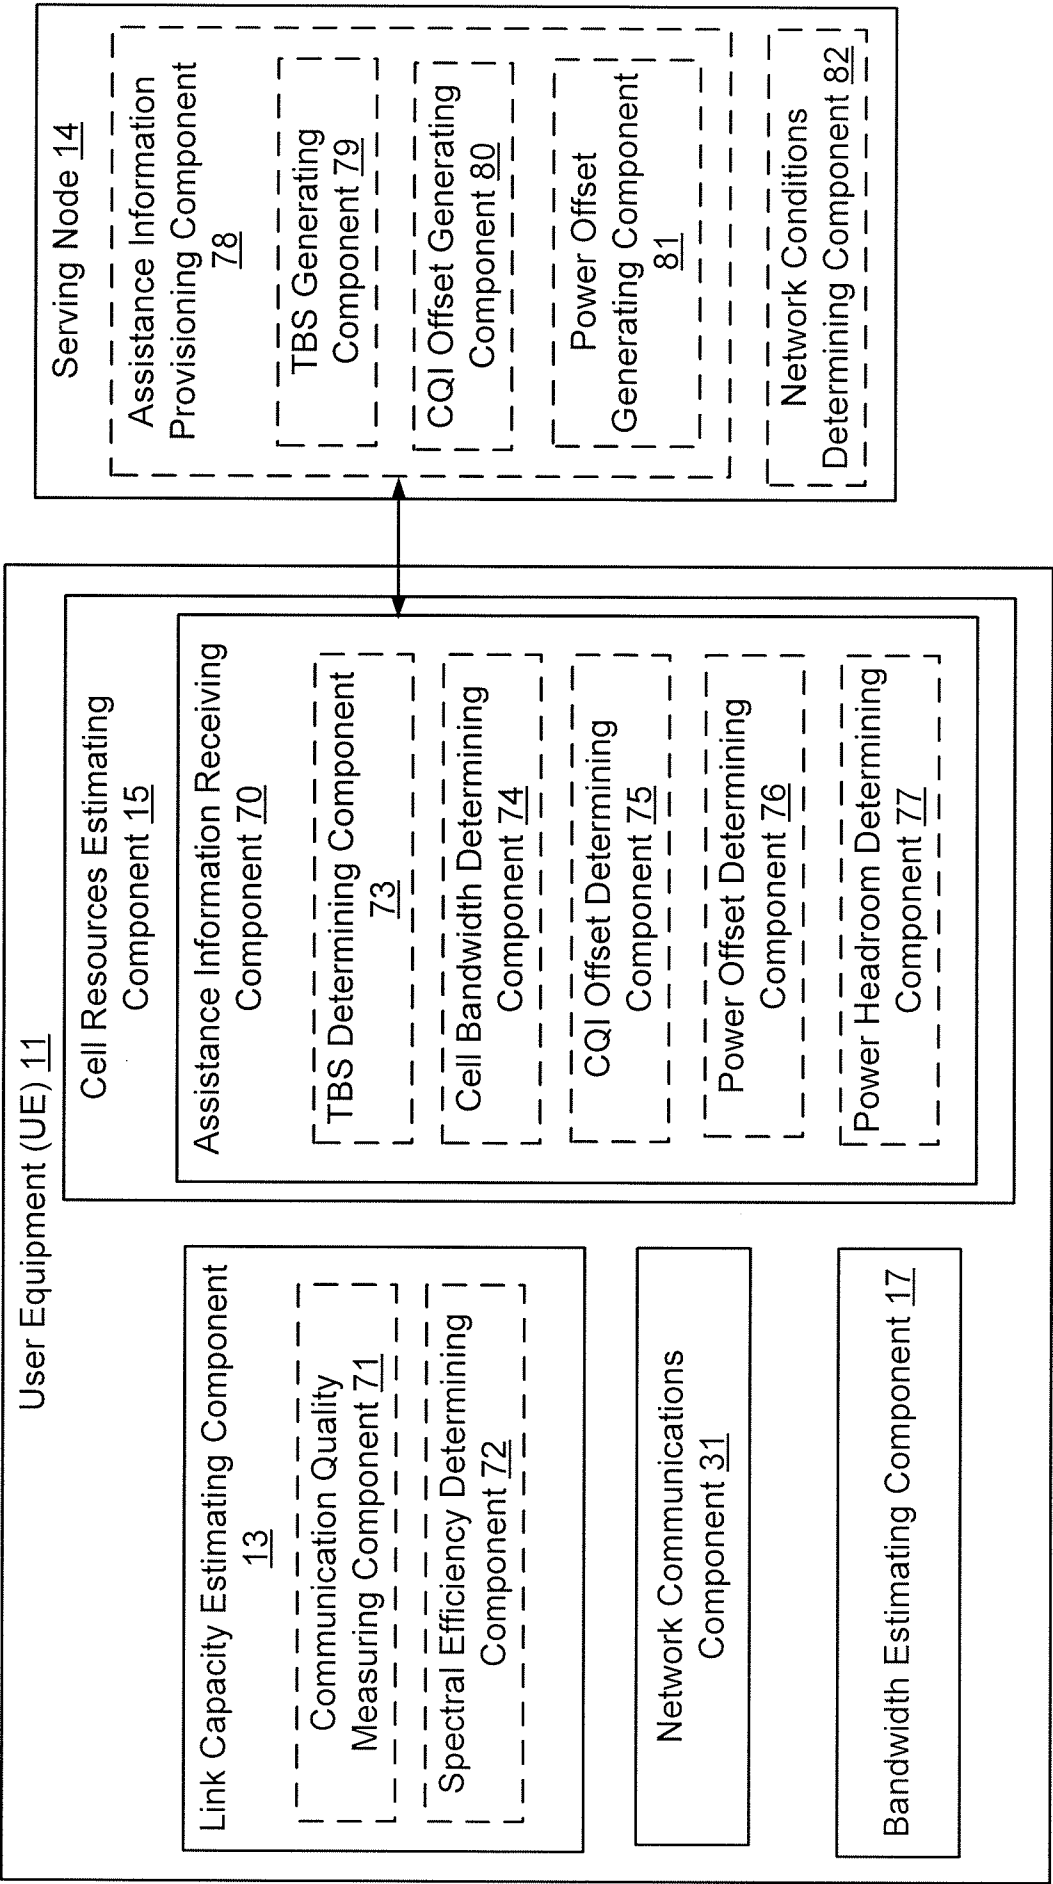 User Equipment (UE) 11
Link Capacity Estimating Component
13
Communication Quality
Measuring Component 71
Spectral Efficiency Determining
Component 72
Network Communications
Component 31
Bandwidth Estimating Component 17
Cell Resources Estimating
Component 15
Assistance Information Receiving
Component 70
TBS Determining Component
73
Cell Bandwidth Determining
Component 74
CQI Offset Determining
Component 75
Power Offset Determining
Component 76
Power Headroom Determining
Component 77
Serving Node 14
Assistance Information
Provisioning Component
78
TBS Generating
Component 79
CQI Offset Generating
Component 80
Power Offset
Generating Component
81
Network Conditions
Determining Component 82